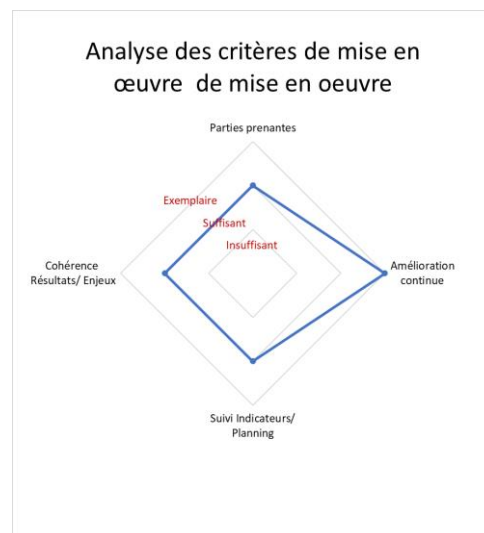 Analyse des critères de mise en
œuvre de mise en oeuvre
Parties prenantes
Exemplaire
Suffisant
Insuffisant
Cohérence
Résultats/ Enjeux
Amélioration
continue
Suivi Indicateurs/
Planning